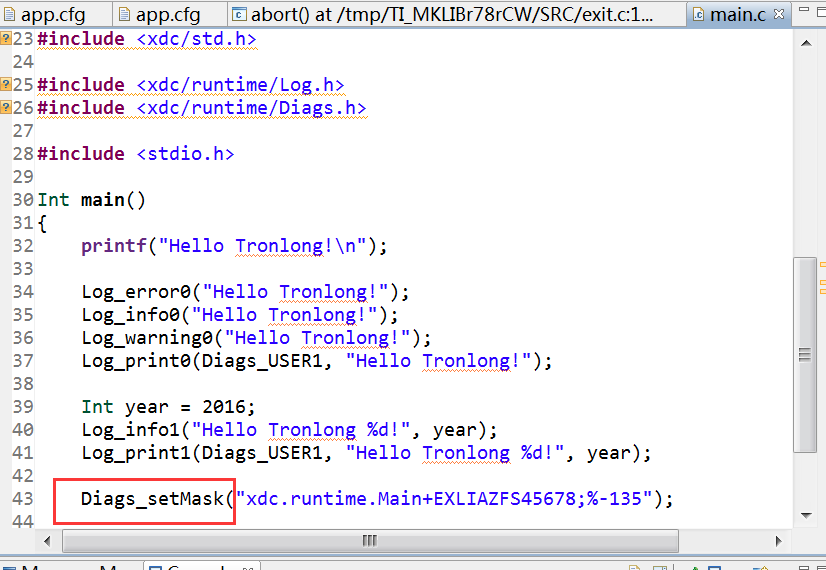 app.cfg app.cfg abort() at /tmp/TI_MKLIBr78rCW/SRC/exit.c:1... main.c
23 #include <xdc/std.h>
24
25 #include <xdc/runtime/Log.h>
26 #include <xdc/runtime/Diags.h>
27
28 #include <stdio.h>
29
30 Int main()
31 {
32 printf("Hello Tronlong!\n");
33
34 Log_error0("Hello Tronlong!");
35 Log_info0("Hello Tronlong!");
36 Log_warning0("Hello Tronlong!");
37 Log_print0(Diags_USER1, "Hello Tronlong!");
38
39 Int year = 2016;
40 Log_info1("Hello Tronlong %d!", year);
41 Log_print1(Diags_USER1, "Hello Tronlong %d!", year);
42
43 Diags_setMask("xdc.runtime.Main+EXLIAZFS45678;%-135");
44